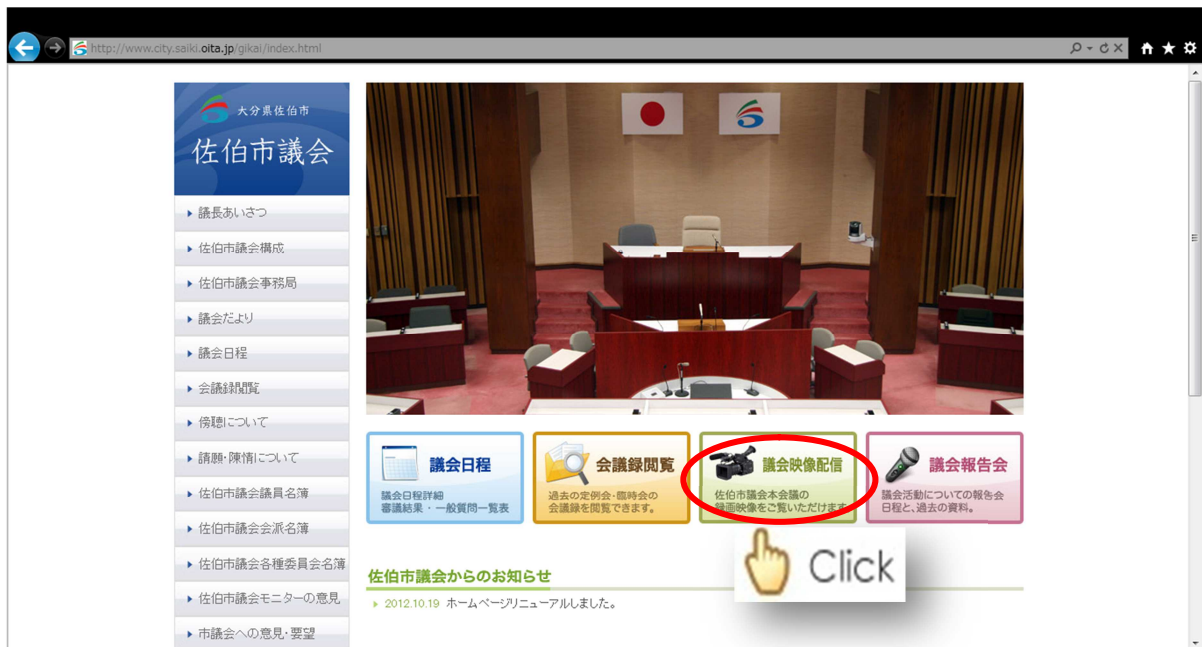 http://www.city.saiki.oita.jp/gikai/index.html
大分県佐伯市
佐伯市議会
議長あいさつ
佐伯市議会構成
佐伯市議会事務局
議会だより
議会日程
会議録閲覧
傍聴について
請願・陳情について
佐伯市議会議員名簿
佐伯市議会会派名簿
佐伯市議会各種委員会名簿
佐伯市議会モニターの意見
市議会への意見・要望
議会日程
議会日程詳細
審議結果・一般質問一覧表
会議録閲覧
過去の定例会・臨時会の
会議録を閲覧できます。
議会映像配信
佐伯市議会本会議の
録画映像をご覧いただけます
議会報告会
議会活動についての報告会
日程と、過去の資料。
Click
佐伯市議会からのお知らせ
2012.10.19 ホームページリニューアルしました。